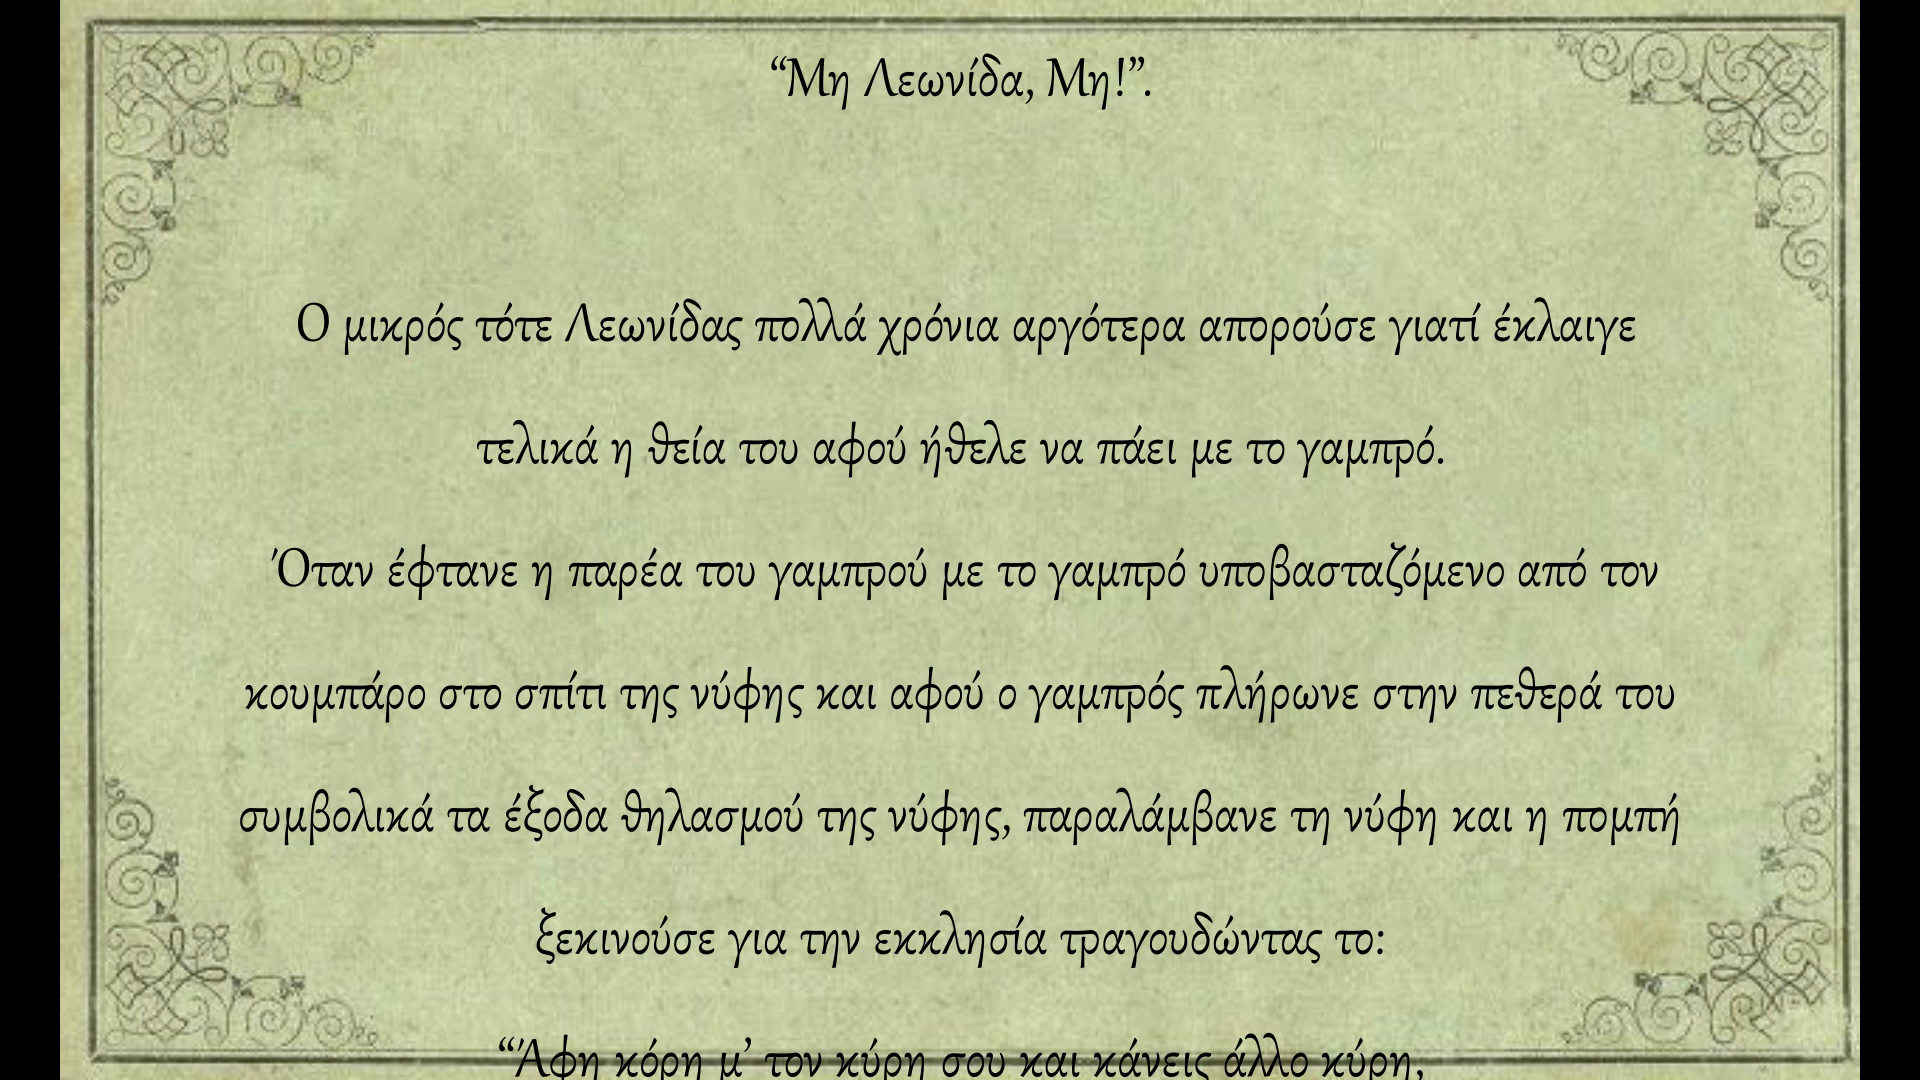 “Μη Λεωνίδα, Μη!”.
Ο μικρός τότε Λεωνίδας πολλά χρόνια αργότερα απορούσε γιατί έκλαιγε
τελικά η θεία του αφού ήθελε να πάει με το γαμπρό.
Όταν έφτανε η παρέα του γαμπρού με το γαμπρό υποβασταζόμενο από τον
κουμπάρο στο σπίτι της νύφης και αφού ο γαμπρός πλήρωνε στην πεθερά του
συμβολικά τα έξοδα θηλασμού της νύφης, παραλάμβανε τη νύφη και η πομπή
ξεκινούσε για την εκκλησία τραγουδώντας το:
“Άφη κόρη μ’ τον κύρη σου και κάνεις άλλο κύρη,